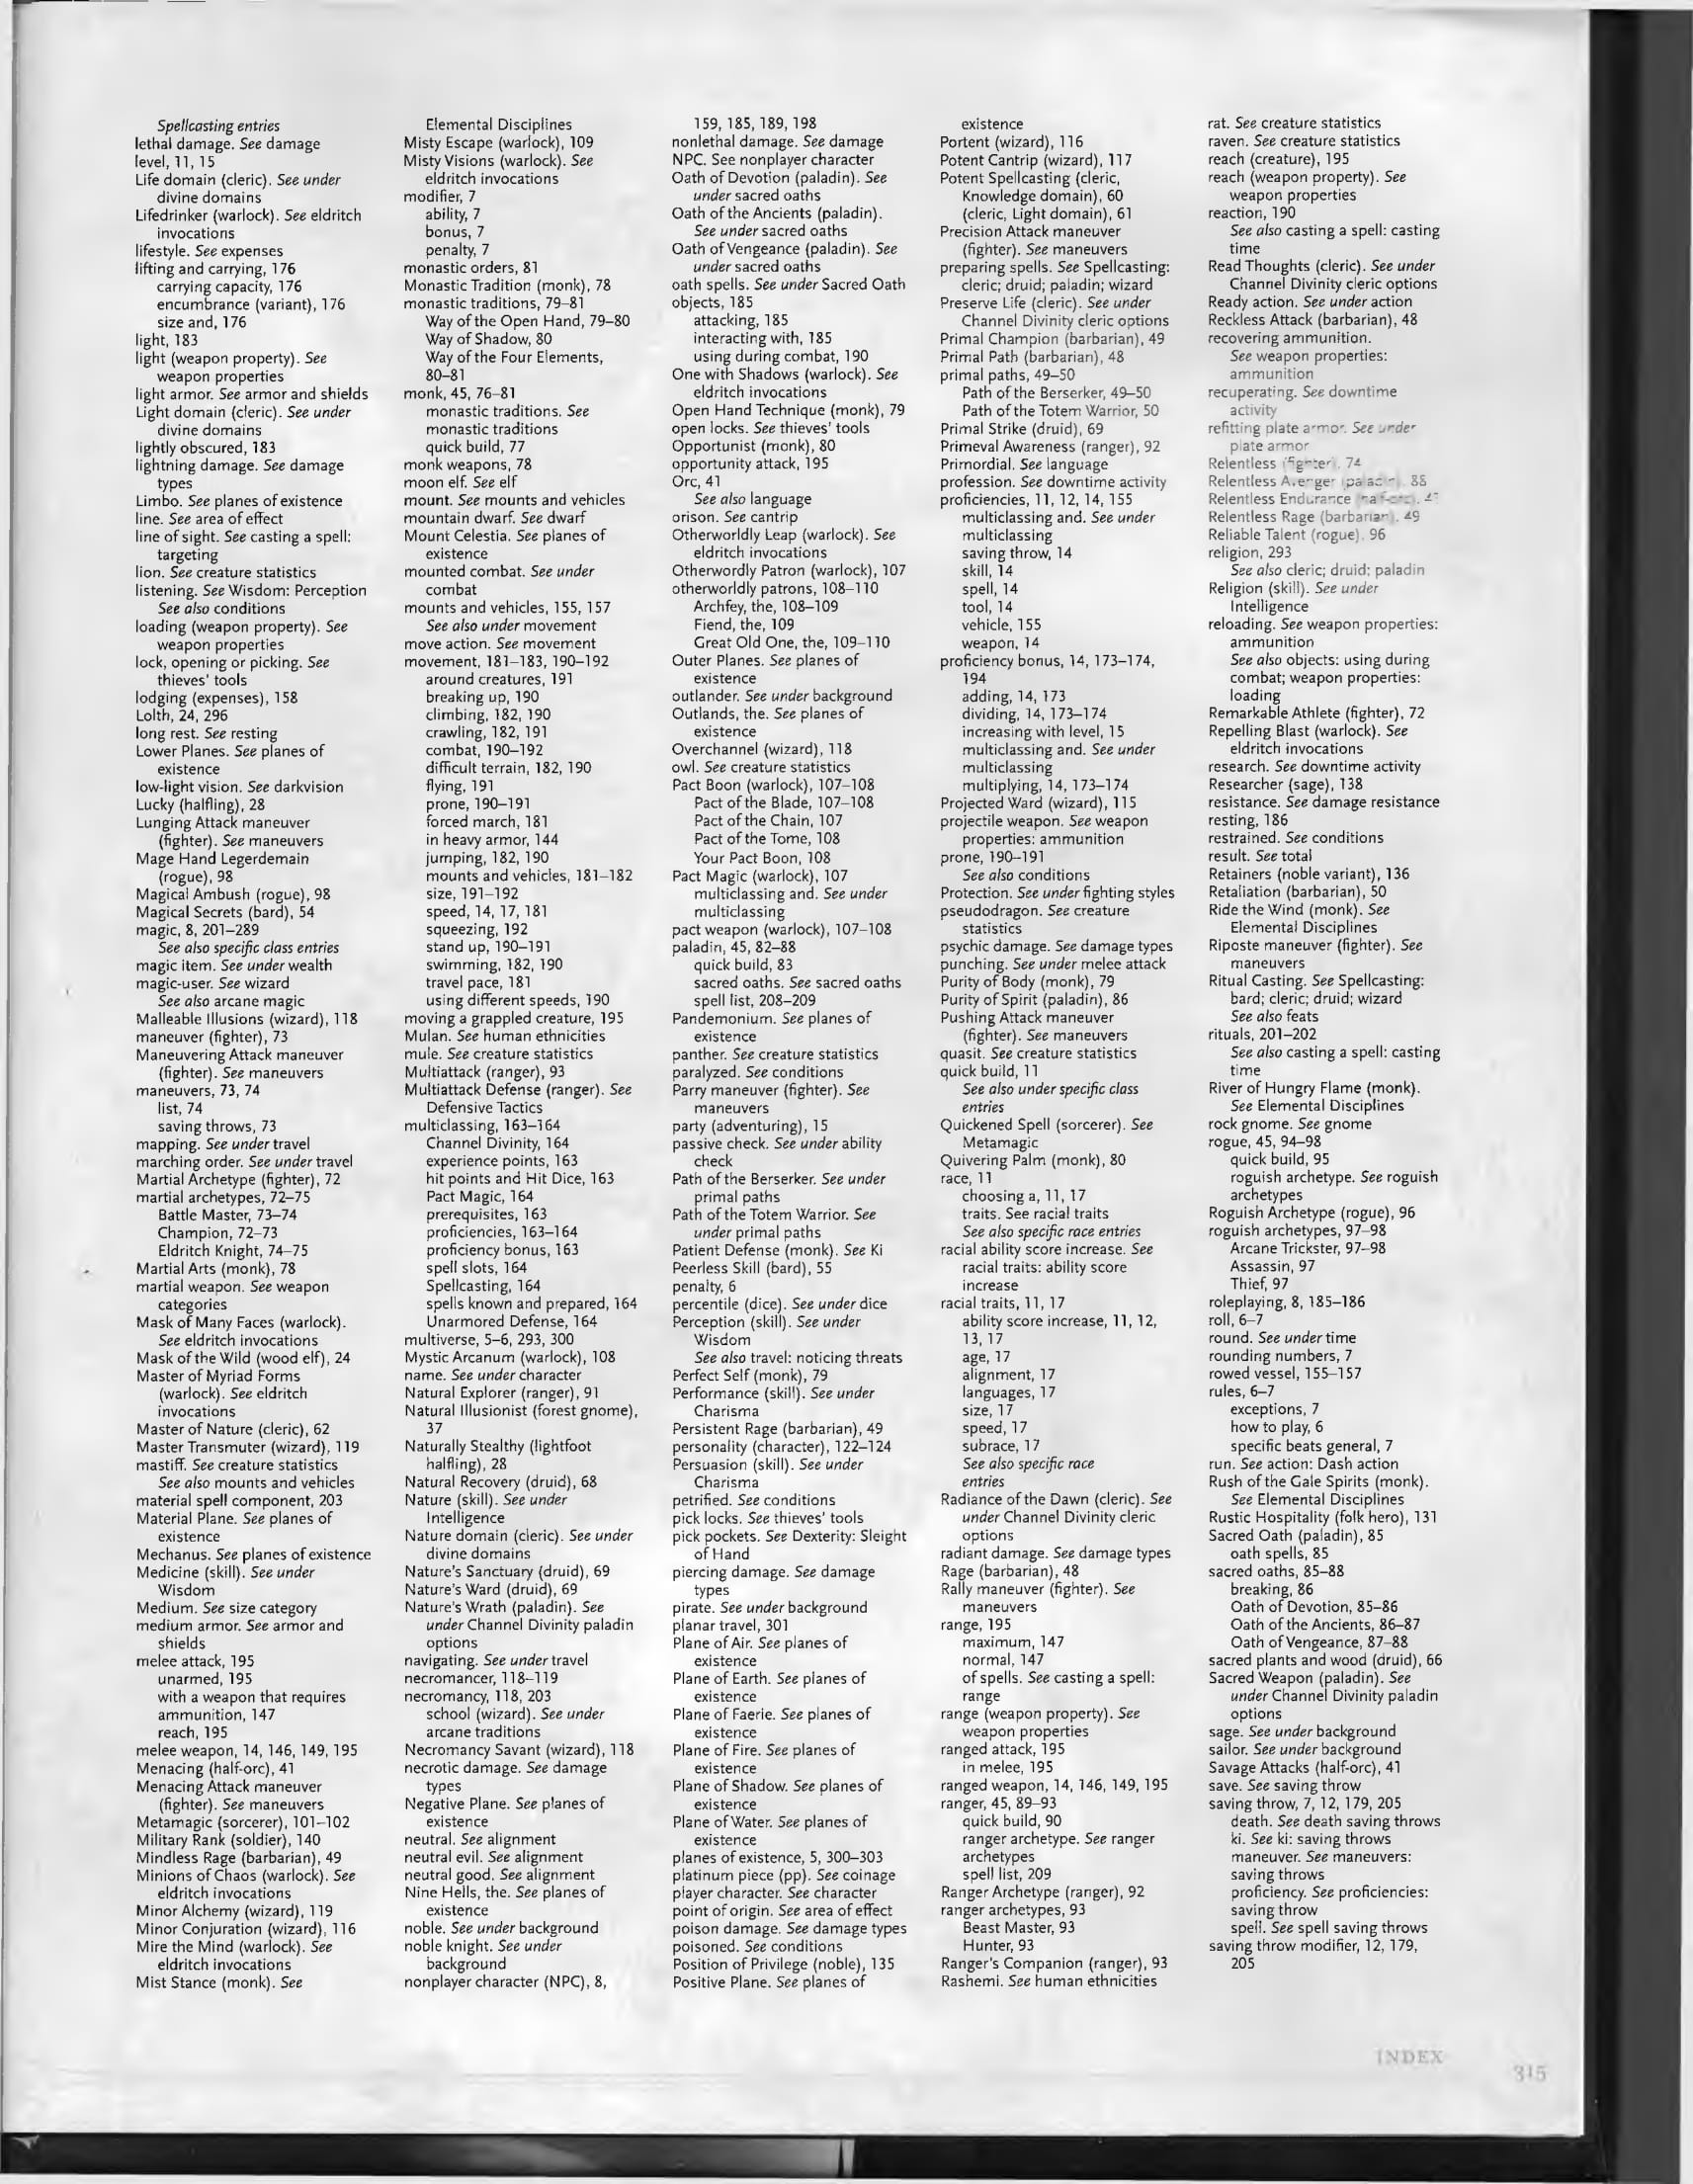 Spellcasting entries
lethal damage. See damage
level, 11, 15
Life domain (cleric). See under
divine domains
Lifedrinker (warlock). See eldritch
invocations
lifestyle. See expenses
lifting and carrying, 176
carrying capacity, 176
encumbrance (variant), 176
size and, 176
light, 183
light (weapon property). See
weapon properties
light armor. See armor and shields
Light domain (cleric). See under
divine domains
lightly obscured, 183
lightning damage. See damage
types
Limbo. See planes of existence
line. See area of effect
line of sight. See casting a spell:
targeting
lion. See creature statistics
listening. See Wisdom: Perception
See also conditions
loading (weapon property). See
weapon properties
lock, opening or picking. See
thieves' tools
lodging (expenses), 158
Lolth, 24, 296
long rest. See resting
Lower Planes. See planes of
existence
low-light vision. See darkvision
Lucky (halfling), 28
Lunging Attack maneuver
(fighter). See maneuvers
Mage Hand Legerdemain
(rogue), 98
Magical Ambush (rogue), 98
Magical Secrets (bard), 54
magic, 8, 201–289
See also specific class entries
magic item. See under wealth
magic-user. See wizard
See also arcane magic
Malleable Illusions (wizard), 118
maneuver (fighter), 73
Maneuvering Attack maneuver
(fighter). See maneuvers
maneuvers, 73, 74
list, 74
saving throws, 73
mapping. See under travel
marching order. See under travel
Martial Archetype (fighter), 72
martial archetypes, 72–75
Battle Master, 73–74
Champion, 72–73
Eldritch Knight, 74–75
Martial Arts (monk), 78
martial weapon. See weapon
categories
Mask of Many Faces (warlock).
See eldritch invocations
Mask of the Wild (wood elf), 24
Master of Myriad Forms
(warlock). See eldritch
invocations
Master of Nature (cleric), 62
Master Transmuter (wizard), 119
mastiff. See creature statistics
See also mounts and vehicles
material spell component, 203
Material Plane. See planes of
existence
Mechanus. See planes of existence
Medicine (skill). See under
Wisdom
Medium. See size category
medium armor. See armor and
shields
melee attack, 195
unarmed, 195
with a weapon that requires
ammunition, 147
reach, 195
melee weapon, 14, 146, 149, 195
Menacing (half-orc), 41
Menacing Attack maneuver
(fighter). See maneuvers
Metamagic (sorcerer), 101–102
Military Rank (soldier), 140
Mindless Rage (barbarian), 49
Minions of Chaos (warlock). See
eldritch invocations
Minor Alchemy (wizard), 119
Minor Conjuration (wizard), 116
Mire the Mind (warlock). See
eldritch invocations
Mist Stance (monk). See
Elemental Disciplines
Misty Escape (warlock), 109
Misty Visions (warlock). See
eldritch invocations
modifier, 7
ability, 7
bonus, 7
penalty, 7
monastic orders, 81
Monastic Tradition (monk), 78
monastic traditions, 79–81
Way of the Open Hand, 79–80
Way of Shadow, 80
Way of the Four Elements,
80–81
monk, 45, 76–81
monastic traditions. See
monastic traditions
quick build, 77
monk weapons, 78
moon elf. See elf
mount. See mounts and vehicles
mountain dwarf. See dwarf
Mount Celestia. See planes of
existence
mounted combat. See under
combat
mounts and vehicles, 155, 157
See also under movement
move action. See movement
movement, 181–183, 190–192
around creatures, 191
breaking up, 190
climbing, 182, 190
crawling, 182, 191
combat, 190–192
difficult terrain, 182, 190
flying, 191
prone, 190–191
forced march, 181
in heavy armor, 144
jumping, 182, 190
mounts and vehicles, 181–182
size, 191–192
speed, 14, 17, 181
squeezing, 192
stand up, 190–191
swimming, 182, 190
travel pace, 181
using different speeds, 190
moving a grappled creature, 195
Mulan. See human ethnicities
mule. See creature statistics
Multiattack (ranger), 93
Multiattack Defense (ranger). See
Defensive Tactics
multiclassing, 163–164
Channel Divinity, 164
experience points, 163
hit points and Hit Dice, 163
Pact Magic, 164
prerequisites, 163
proficiencies, 163–164
proficiency bonus, 163
spell slots, 164
Spellcasting, 164
spells known and prepared, 164
Unarmored Defense, 164
multiverse, 5–6, 293, 300
Mystic Arcanum (warlock), 108
name. See under character
Natural Explorer (ranger), 91
Natural Illusionist (forest gnome),
37
Naturally Stealthy (lightfoot
halfling), 28
Natural Recovery (druid), 68
Nature (skill). See under
Intelligence
Nature domain (cleric). See under
divine domains
Nature's Sanctuary (druid), 69
Nature's Ward (druid), 69
Nature's Wrath (paladin). See
under Channel Divinity paladin
options
navigating. See under travel
necromancer, 118–119
necromancy, 118, 203
school (wizard). See under
arcane traditions
Necromancy Savant (wizard), 118
necrotic damage. See damage
types
Negative Plane. See planes of
existence
neutral. See alignment
neutral evil. See alignment
neutral good. See alignment
Nine Hells, the. See planes of
existence
noble. See under background
noble knight. See under
background
nonplayer character (NPC), 8,
159, 185, 189, 198
nonlethal damage. See damage
NPC. See nonplayer character
Oath of Devotion (paladin). See
under sacred oaths
Oath of the Ancients (paladin).
See under sacred oaths
Oath of Vengeance (paladin). See
under sacred oaths
oath spells. See under Sacred Oath
objects, 185
attacking, 185
interacting with, 185
using during combat, 190
One with Shadows (warlock). See
eldritch invocations
Open Hand Technique (monk), 79
open locks. See thieves' tools
Opportunist (monk), 80
opportunity attack, 195
Orc, 41
See also language
orison. See cantrip
Otherworldly Leap (warlock). See
eldritch invocations
Otherwordly Patron (warlock), 107
otherworldly patrons, 108–110
Archfey, the, 108–109
Fiend, the, 109
Great Old One, the, 109–110
Outer Planes. See planes of
existence
outlander. See under background
Outlands, the. See planes of
existence
Overchannel (wizard), 118
owl. See creature statistics
Pact Boon (warlock), 107–108
Pact of the Blade, 107–108
Pact of the Chain, 107
Pact of the Tome, 108
Your Pact Boon, 108
Pact Magic (warlock), 107
multiclassing and. See under
multiclassing
pact weapon (warlock), 107–108
paladin, 45, 82–88
quick build, 83
sacred oaths. See sacred oaths
spell list, 208–209
Pandemonium. See planes of
existence
panther. See creature statistics
paralyzed. See conditions
Parry maneuver (fighter). See
maneuvers
party (adventuring), 15
passive check. See under ability
check
Path of the Berserker. See under
primal paths
Path of the Totem Warrior. See
under primal paths
Patient Defense (monk). See Ki
Peerless Skill (bard), 55
penalty, 6
percentile (dice). See under dice
Perception (skill). See under
Wisdom
See also travel: noticing threats
Perfect Self (monk), 79
Performance (skill). See under
Charisma
Persistent Rage (barbarian), 49
personality (character), 122–124
Persuasion (skill). See under
Charisma
petrified. See conditions
pick locks. See thieves' tools
pick pockets. See Dexterity: Sleight
of Hand
piercing damage. See damage
types
pirate. See under background
planar travel, 301
Plane of Air. See planes of
existence
Plane of Earth. See planes of
existence
Plane of Faerie. See planes of
existence
Plane of Fire. See planes of
existence
Plane of Shadow. See planes of
existence
Plane of Water. See planes of
existence
planes of existence, 5, 300–303
platinum piece (pp). See coinage
player character. See character
point of origin. See area of effect
poison damage. See damage types
poisoned. See conditions
Position of Privilege (noble), 135
Positive Plane. See planes of
existence
Portent (wizard), 116
Potent Cantrip (wizard), 117
Potent Spellcasting (cleric,
Knowledge domain), 60
(cleric, Light domain), 61
Precision Attack maneuver
(fighter). See maneuvers
preparing spells. See Spellcasting:
cleric; druid; paladin; wizard
Preserve Life (cleric). See under
Channel Divinity cleric options
Primal Champion (barbarian), 49
Primal Path (barbarian), 48
primal paths, 49–50
Path of the Berserker, 49–50
Path of the Totem Warrior, 50
Primal Strike (druid), 69
Primeval Awareness (ranger), 92
Primordial. See language
profession. See downtime activity
proficiencies, 11, 12, 14, 155
multiclassing and. See under
multiclassing
saving throw, 14
skill, 14
spell, 14
tool, 14
vehicle, 155
weapon, 14
proficiency bonus, 14, 173–174,
194
adding, 14, 173
dividing, 14, 173–174
increasing with level, 15
multiclassing and. See under
multiclassing
multiplying, 14, 173–174
Projected Ward (wizard), 115
projectile weapon. See weapon
properties: ammunition
prone, 190–191
See also conditions
Protection. See under fighting styles
pseudodragon. See creature
statistics
psychic damage. See damage types
punching. See under melee attack
Purity of Body (monk), 79
Purity of Spirit (paladin), 86
Pushing Attack maneuver
(fighter). See maneuvers
quasit. See creature statistics
quick build, 11
See also under specific class
entries
Quickened Spell (sorcerer). See
Metamagic
Quivering Palm (monk), 80
race, 11
choosing a, 11, 17
traits. See racial traits
See also specific race entries
racial ability score increase. See
racial traits: ability score
increase
racial traits, 11, 17
ability score increase, 11, 12,
13, 17
age, 17
alignment, 17
languages, 17
size, 17
speed, 17
subrace, 17
See also specific race
entries
Radiance of the Dawn (cleric). See
under Channel Divinity cleric
options
radiant damage. See damage types
Rage (barbarian), 48
Rally maneuver (fighter). See
maneuvers
range, 195
maximum, 147
normal, 147
of spells. See casting a spell:
range
range (weapon property). See
weapon properties
ranged attack, 195
in melee, 195
ranged weapon, 14, 146, 149, 195
ranger, 45, 89–93
quick build, 90
ranger archetype. See ranger
archetypes
spell list, 209
Ranger Archetype (ranger), 92
ranger archetypes, 93
Beast Master, 93
Hunter, 93
Ranger's Companion (ranger), 93
Rashemi. See human ethnicities
rat. See creature statistics
raven. See creature statistics
reach (creature), 195
reach (weapon property). See
weapon properties
reaction, 190
See also casting a spell: casting
time
Read Thoughts (cleric). See under
Channel Divinity cleric options
Ready action. See under action
Reckless Attack (barbarian), 48
recovering ammunition.
See weapon properties:
ammunition
recuperating. See downtime
activity
refitting plate armor. See under
plate armor
Relentless (fighter), 74
Relentless Avenger (paladin), 88
Relentless Endurance
Relentless Rage (barbarian), 49
Reliable Talent (rogue), 96
religion, 293
See also cleric; druid; paladin
Religion (skill). See under
Intelligence
reloading. See weapon properties:
ammunition
See also objects: using during
combat; weapon properties:
loading
Remarkable Athlete (fighter), 72
Repelling Blast (warlock). See
eldritch invocations
research. See downtime activity
Researcher (sage), 138
resistance. See damage resistance
resting, 186
restrained. See conditions
result. See total
Retainers (noble variant), 136
Retaliation (barbarian), 50
Ride the Wind (monk). See
Elemental Disciplines
Riposte maneuver (fighter). See
maneuvers
Ritual Casting. See Spellcasting:
bard; cleric; druid; wizard
See also feats
rituals, 201–202
See also casting a spell: casting
time
River of Hungry Flame (monk).
See Elemental Disciplines
rock gnome. See gnome
rogue, 45, 94–98
quick build, 95
roguish archetype. See roguish
archetypes
Roguish Archetype (rogue), 96
roguish archetypes, 97–98
Arcane Trickster, 97–98
Assassin, 97
Thief, 97
roleplaying, 8, 185–186
roll, 6–7
round. See under time
rounding numbers, 7
rowed vessel, 155–157
rules, 6–7
exceptions, 7
how to play, 6
specific beats general, 7
run. See action: Dash action
Rush of the Gale Spirits (monk).
See Elemental Disciplines
Rustic Hospitality (folk hero), 131
Sacred Oath (paladin), 85
oath spells, 85
sacred oaths, 85–88
breaking, 86
Oath of Devotion, 85–86
Oath of the Ancients, 86–87
Oath of Vengeance, 87–88
sacred plants and wood (druid), 66
Sacred Weapon (paladin). See
under Channel Divinity paladin
options
sage. See under background
sailor. See under background
Savage Attacks (half-orc), 41
save. See saving throw
saving throw, 7, 12, 179, 205
death. See death saving throws
ki. See ki: saving throws
maneuver. See maneuvers:
saving throws
proficiency. See proficiencies:
saving throw
spell. See spell saving throws
saving throw modifier, 12, 179,
205
INDEX
315